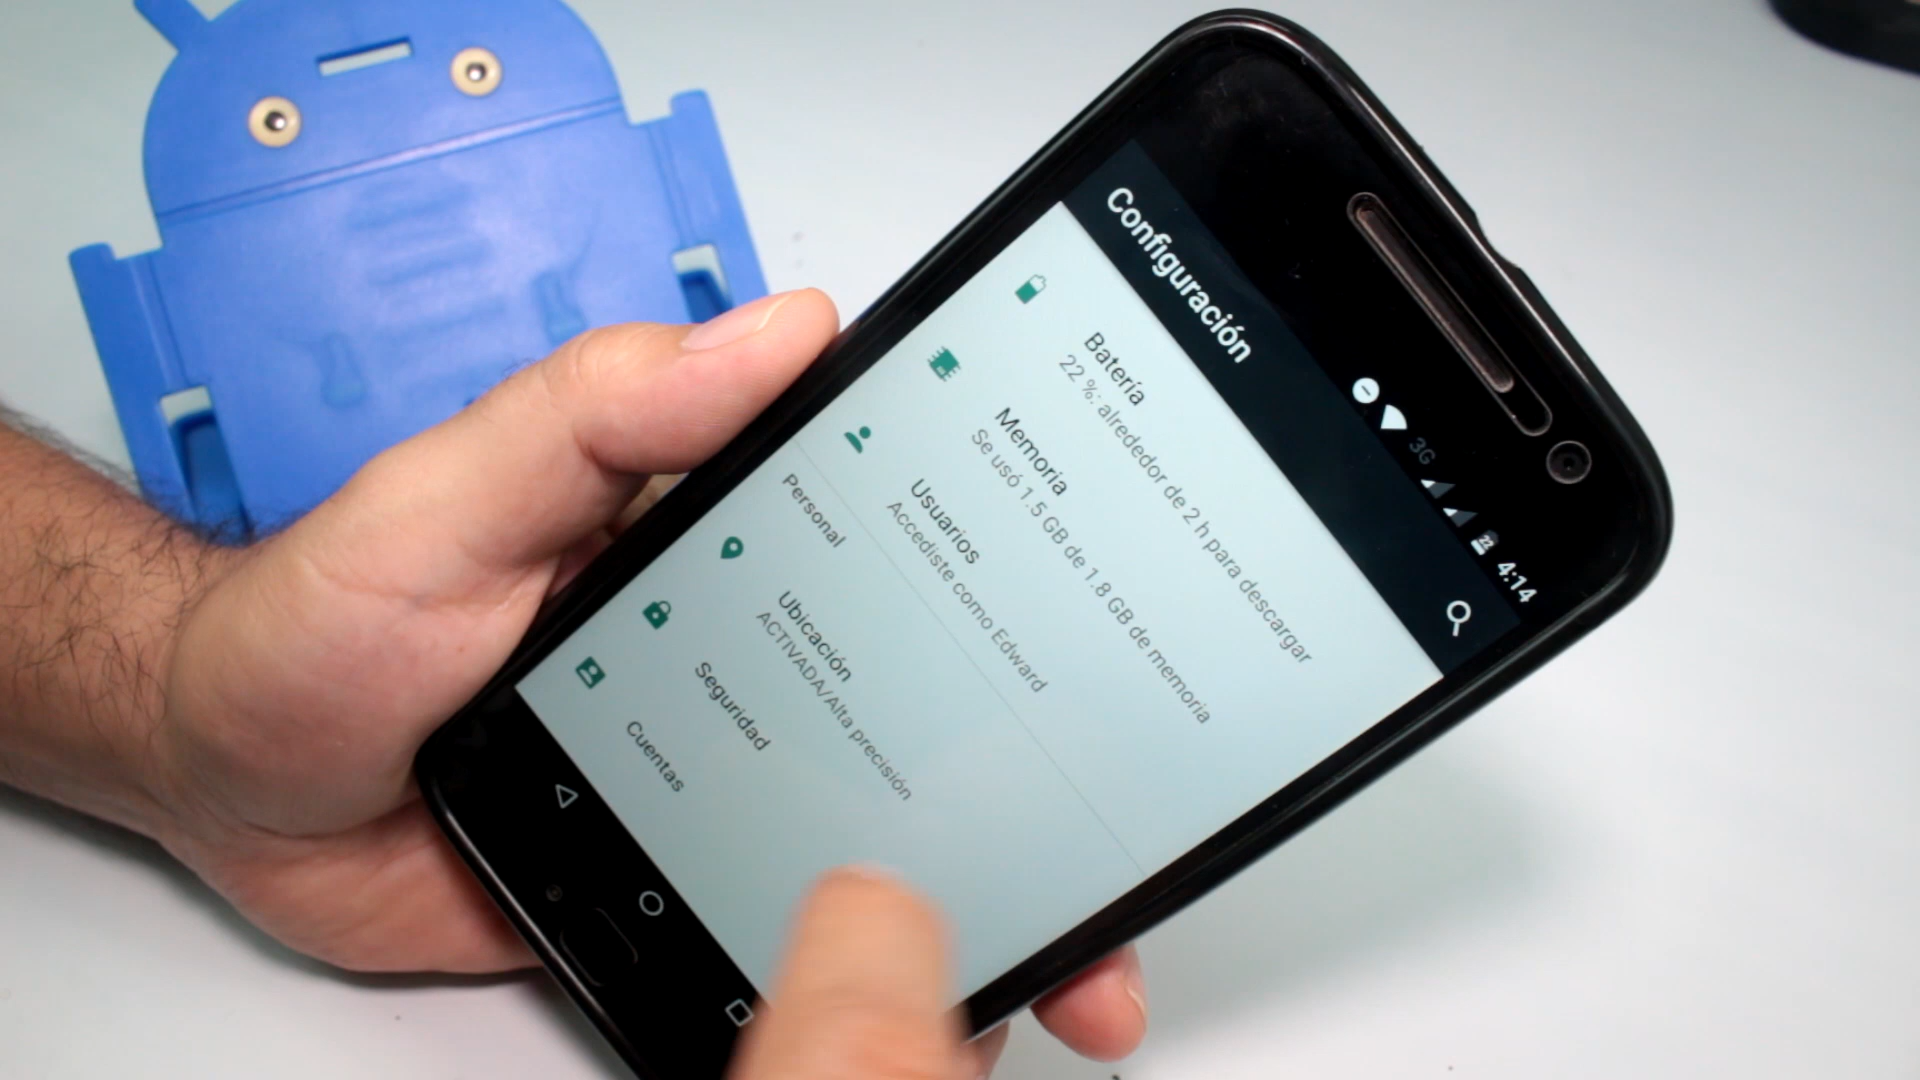 3G
22
4:14
Configuración
Batería
22 %: alrededor de 2 h para descargar
Memoria
Se usó 1.5 GB de 1.8 GB de memoria
Usuarios
Accediste como Edward
Personal
Ubicación
ACTIVADA/Alta precisión
Seguridad
Cuentas